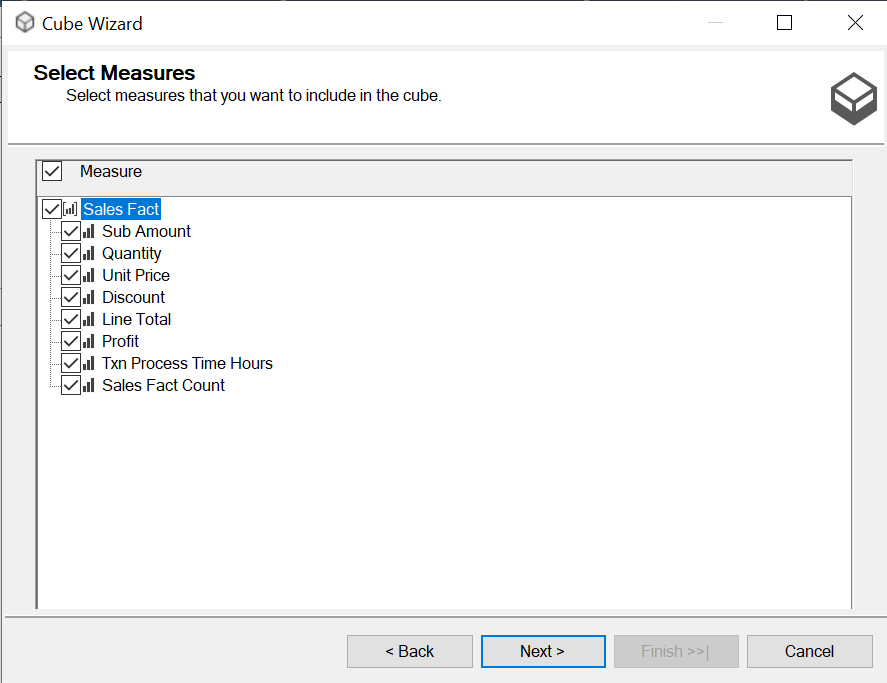 Cube Wizard
Select Measures
Select measures that you want to include in the cube.
Measure
Sales Fact
Sub Amount
Quantity
Unit Price
Discount
Line Total
Profit
Txn Process Time Hours
Sales Fact Count
< Back Next > Finish >>| Cancel